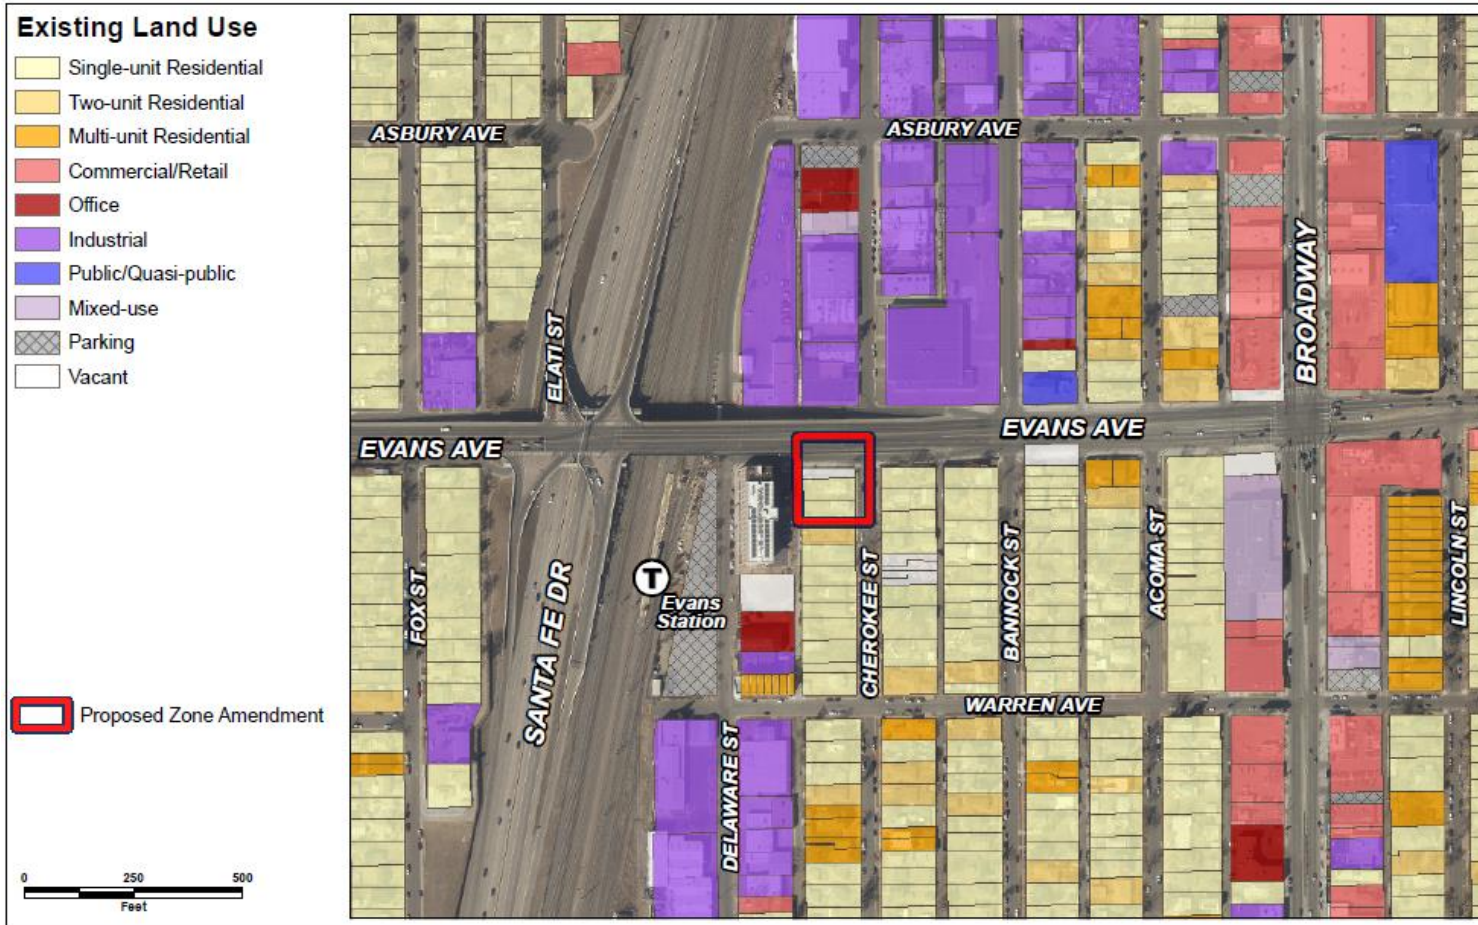 Existing Land Use
Single-unit Residential
Two-unit Residential
Multi-unit Residential
Commercial/Retail
Office
Industrial
Public/Quasi-public
Mixed-use
Parking
Vacant
Proposed Zone Amendment
0 250 500
Feet
ASBURY AVE
ASBURY AVE
ELATI ST
BROADWAY
EVANS AVE
EVANS AVE
FOX ST
SANTA FE DR
T
Evans
Station
CHEROKEE ST
BANNOCK ST
ACOMA ST
LINCOLN ST
WARREN AVE
DELAWARE ST